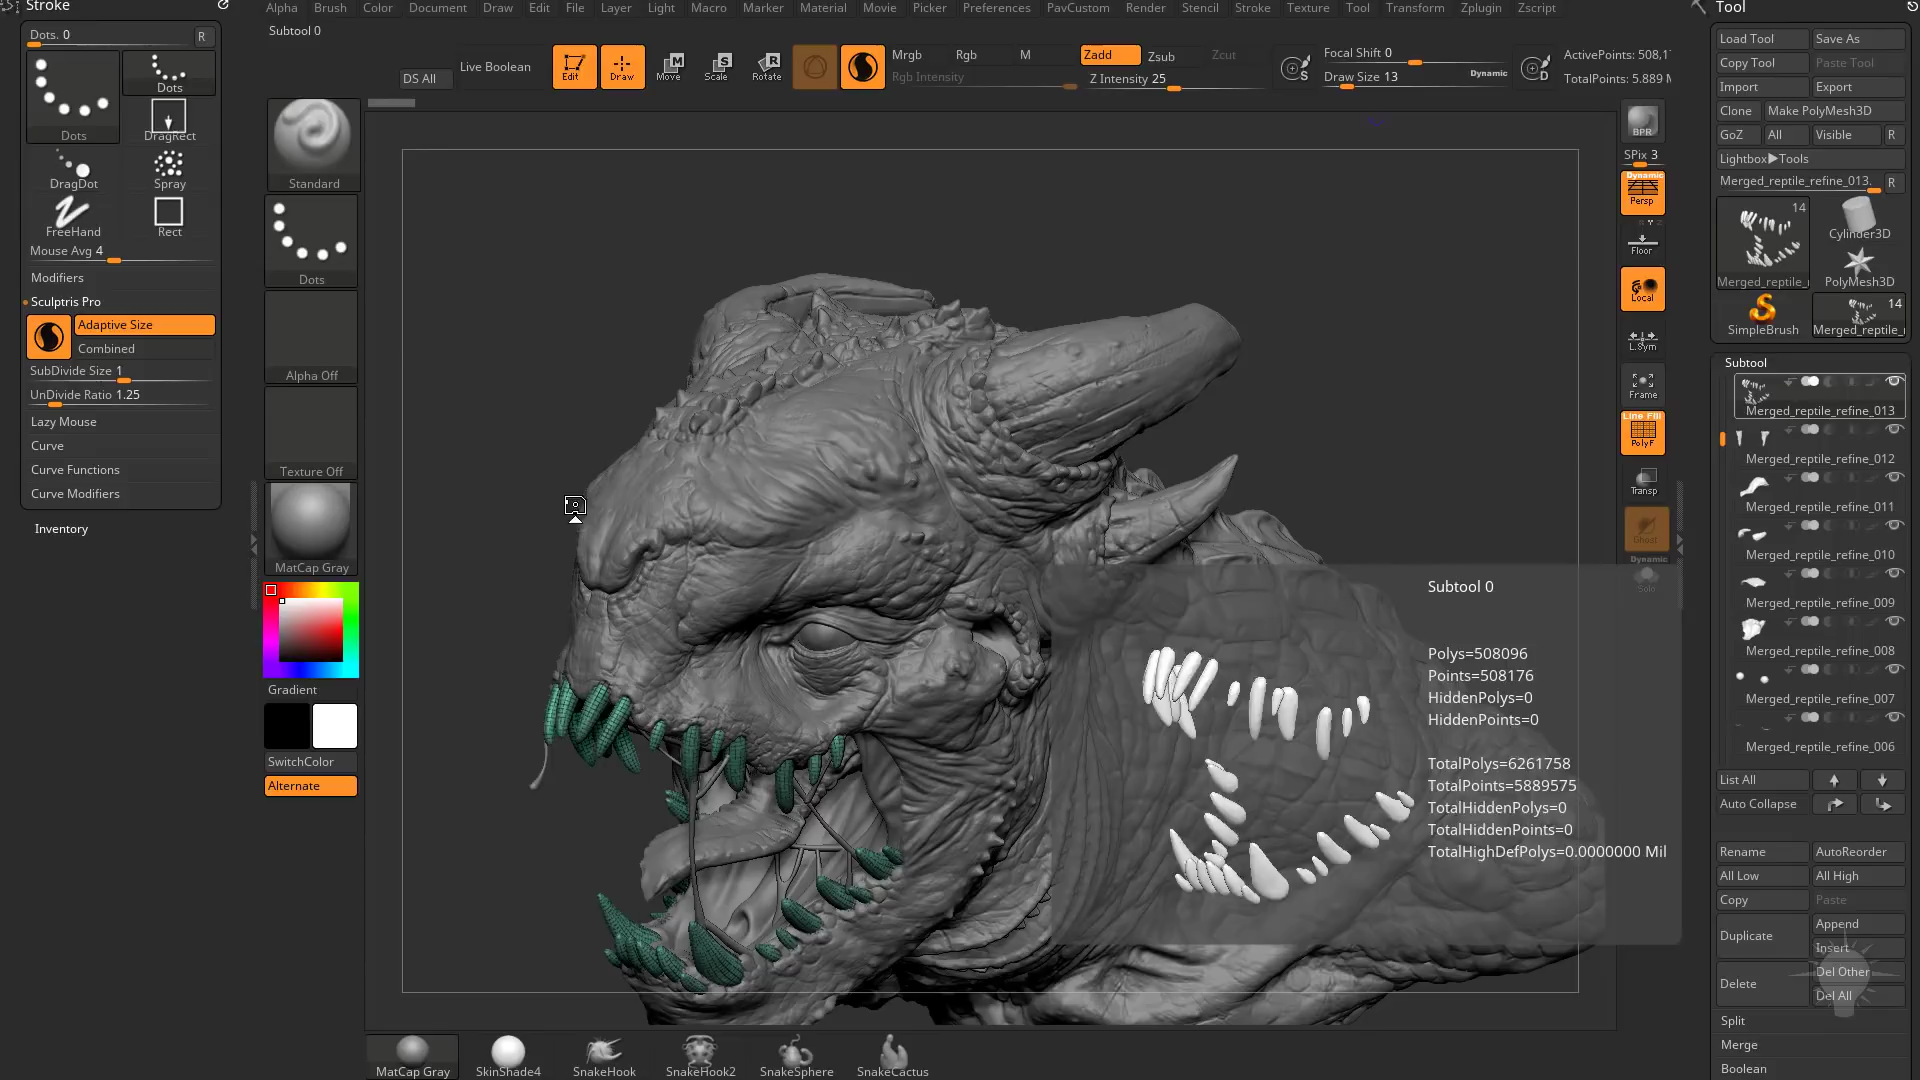 Stroke
Dots. 0
R
Dots
Dots
DragRect
DragDot
Spray
FreeHand
Rect
Mouse Avg 4
Modifiers
Sculptris Pro
Adaptive Size
Combined
SubDivide Size 1
UnDivide Ratio 1.25
Lazy Mouse
Curve
Curve Functions
Curve Modifiers
Inventory
Alpha Brush Color Document Draw Edit File Layer Light Macro Marker Material Movie Picker Preferences PavCustom Render Stencil Stroke Texture Tool Transform Zplugin Zscript
Subtool 0
DS All
Live Boolean
Edit
Draw
Move
Scale
Rotate
Mrgb
Rgb
M
Rgb Intensity
Zadd
Zsub
Zcut
Z Intensity 25
Focal Shift 0
Draw Size 13
Dynamic
ActivePoints: 508,1
TotalPoints: 5.889
Standard
Dots
Alpha Off
Texture Off
MatCap Gray
Gradient
SwitchColor
Alternate
BPR
SPix 3
Dynamic
Persp
Floor
Local
L.Sym
Frame
Line Fill
PolyF
Transp
Ghost
Dynamic
Solo
Subtool 0
Polys=508096
Points=508176
HiddenPolys=0
HiddenPoints=0
TotalPolys=6261758
TotalPoints=5889575
TotalHiddenPolys=0
TotalHiddenPoints=0
TotalHighDefPolys=0.0000000 Mil
MatCap Gray
SkinShade4
SnakeHook
SnakeHook2
SnakeSphere
SnakeCactus
Tool
Load Tool
Save As
Copy Tool
Paste Tool
Import
Export
Clone
Make PolyMesh3D
GoZ
All
Visible
R
Lightbox▶Tools
Merged_reptile_refine_013.
R
14
Merged_reptile_
Cylinder3D
PolyMesh3D
SimpleBrush
14
Merged_reptile_
Subtool
Merged_reptile_refine_013
Merged_reptile_refine_012
Merged_reptile_refine_011
Merged_reptile_refine_010
Merged_reptile_refine_009
Merged_reptile_refine_008
Merged_reptile_refine_007
Merged_reptile_refine_006
List All
Auto Collapse
Rename
AutoReorder
All Low
All High
Copy
Paste
Duplicate
Append
Insert
Delete
Del Other
Del All
Split
Merge
Boolean